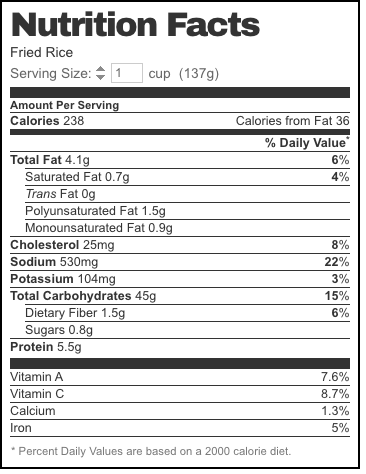 Nutrition Facts
Fried Rice
Serving Size: 1 cup (137g)
Amount Per Serving
Calories 238 Calories from Fat 36
% Daily Value*
Total Fat 4.1g 6%
Saturated Fat 0.7g 4%
Trans Fat 0g
Polyunsaturated Fat 1.5g
Monounsaturated Fat 0.9g
Cholesterol 25mg 8%
Sodium 530mg 22%
Potassium 104mg 3%
Total Carbohydrates 45g 15%
Dietary Fiber 1.5g 6%
Sugars 0.8g
Protein 5.5g
Vitamin A 7.6%
Vitamin C 8.7%
Calcium 1.3%
Iron 5%
* Percent Daily Values are based on a 2000 calorie diet.